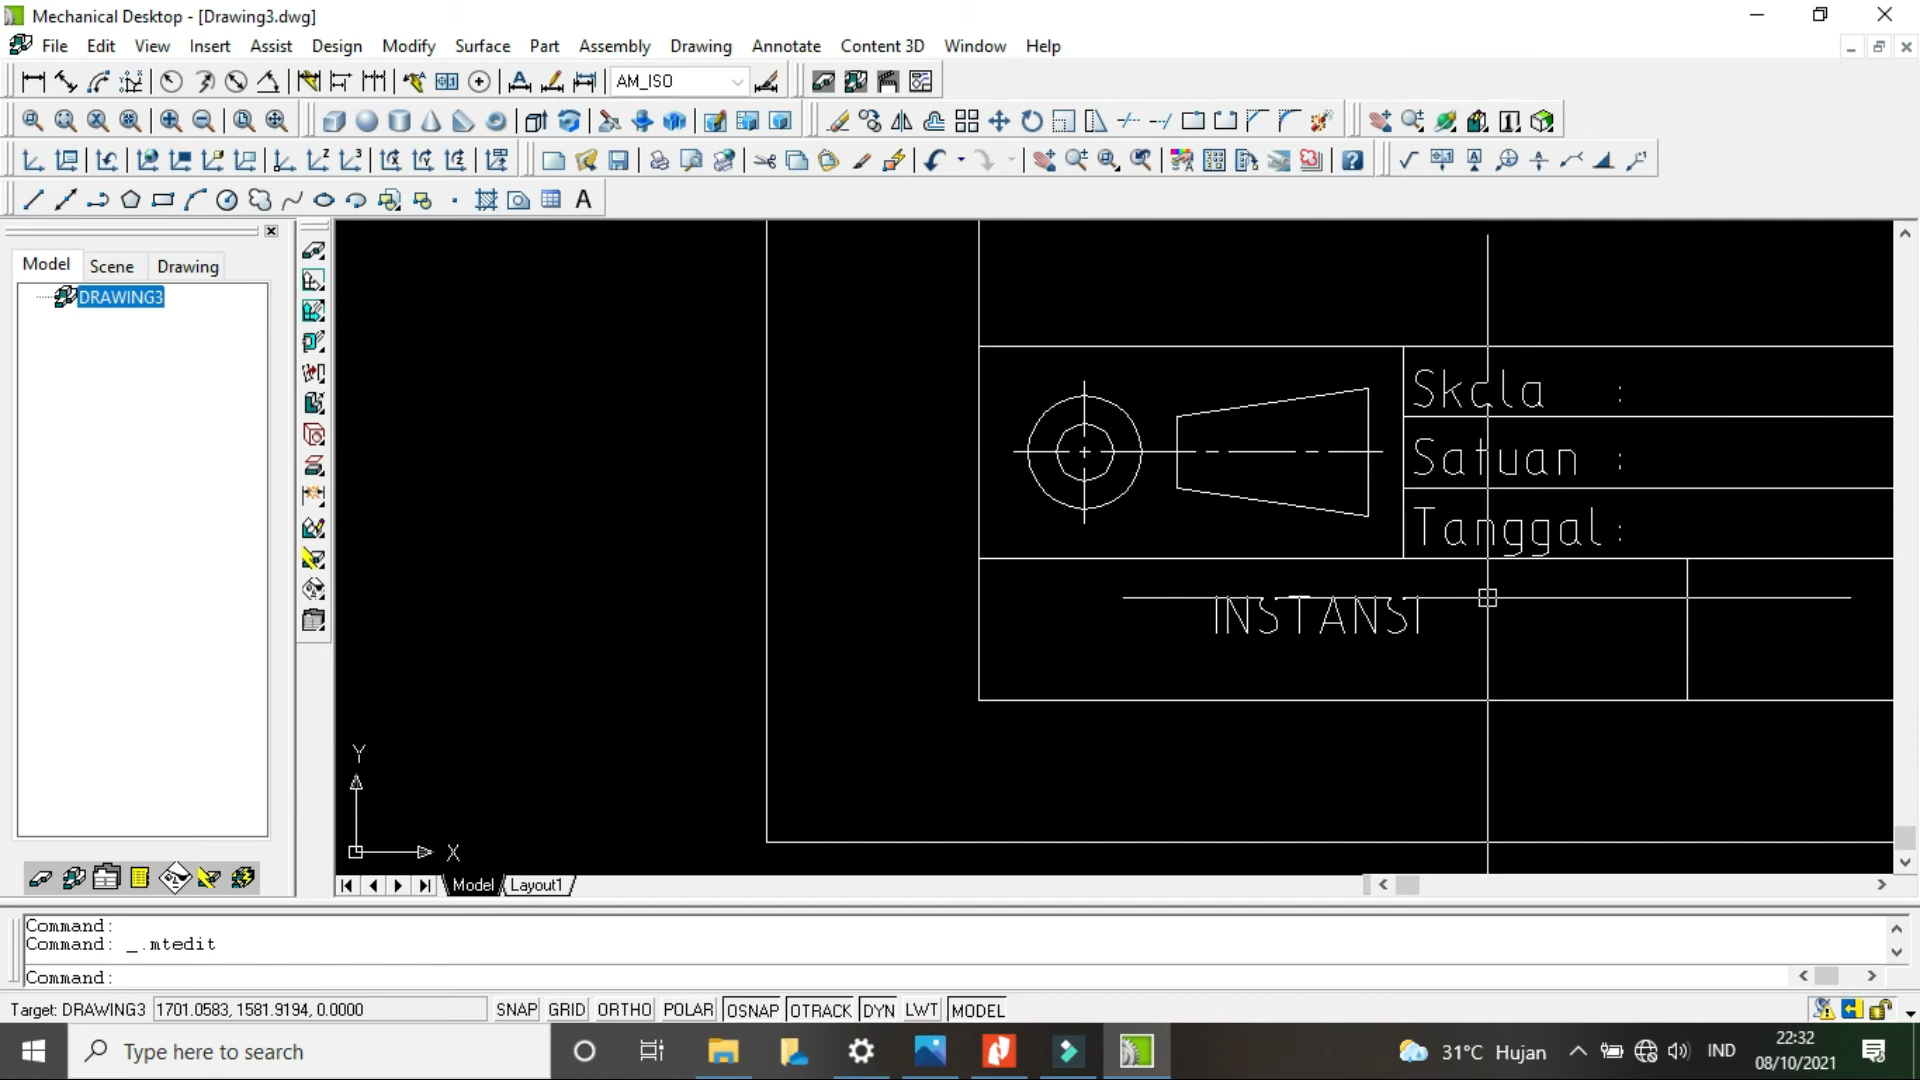 Mechanical Desktop - [Drawing3.dwg]
File Edit View Insert Assist Design Modify Surface Part Assembly Drawing Annotate Content 3D Window Help
AM_ISO
Model Scene Drawing
DRAWING3
Skala :
Satuan :
Tanggal :
INSTANSI
Y
X
Model Layout1
Command:
Command: _.mtedit
Command:
Target: DRAWING3 1701.0583, 1581.9194, 0.0000 SNAP GRID ORTHO POLAR OSNAP OTRACK DYN LWT MODEL
Type here to search
31°C Hujan
IND
22:32
08/10/2021